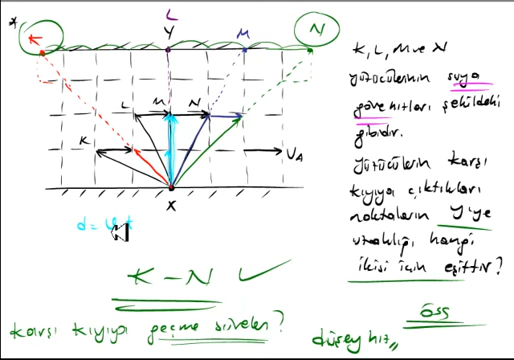 K
L
Y
M
N
L M N
K
U_A
X
d = v.t
K, L, M ve N
yüzücülerinin suya
göre hızları şekildeki
gibidir.
Yüzücülerin karşı
kıyıya çıktıkları
noktaların Y'ye
uzaklığı hangi
ikisi için eşittir?
K-N ✓
öss
karşı kıyıya geçme süreleri?
düşey hız,,